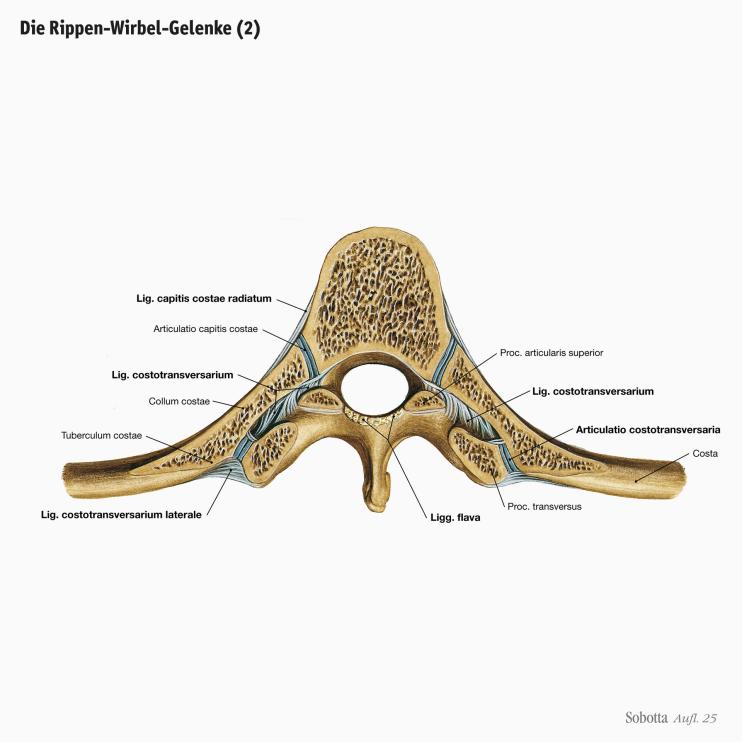 Die Rippen-Wirbel-Gelenke (2)
Lig. capitis costae radiatum
Articulatio capitis costae
Lig. costotransversarium
Collum costae
Tuberculum costae
Lig. costotransversarium laterale
Proc. articularis superior
Lig. costotransversarium
Articulatio costotransversaria
Costa
Proc. transversus
Ligg. flava
Sobotta Aufl. 25